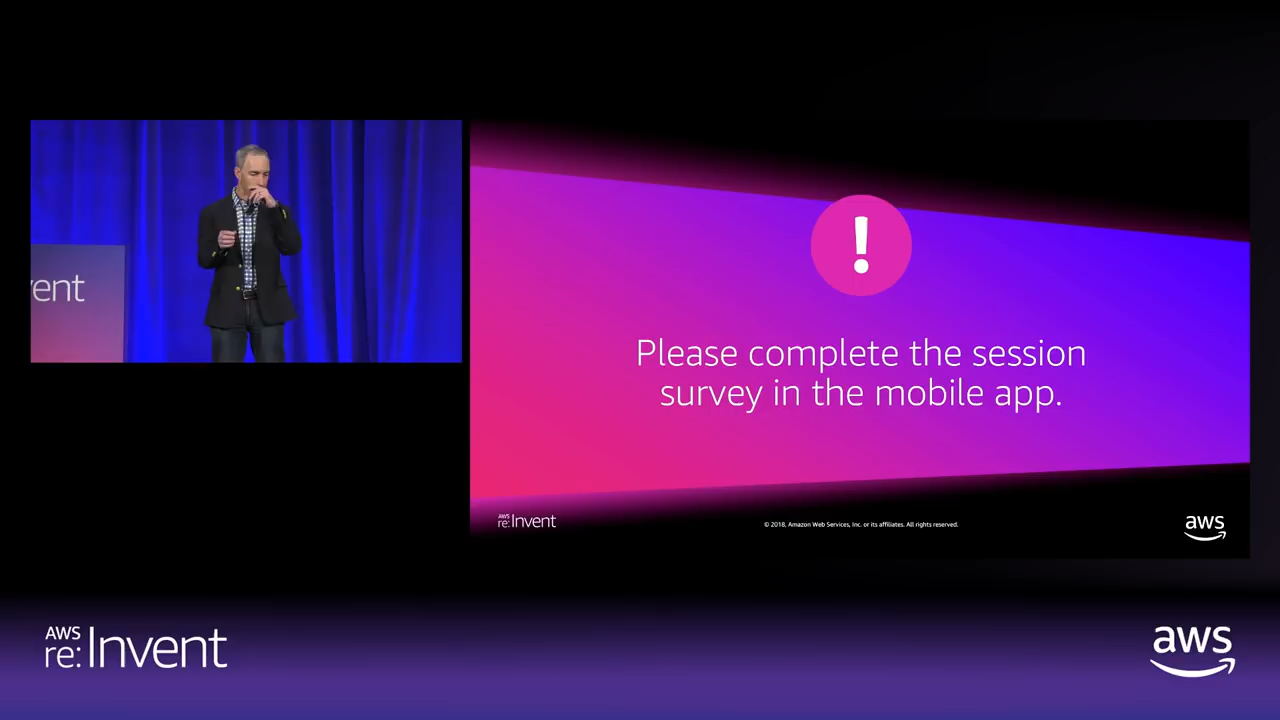 vent
Please complete the session
survey in the mobile app.
AWS
re:Invent
© 2018, Amazon Web Services, Inc. or its affiliates. All rights reserved.
aws
AWS
re:Invent
aws